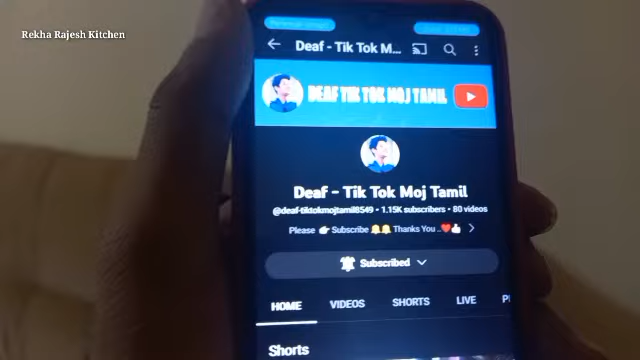 Rekha Rajesh Kitchen
Deaf - Tik Tok M...
DEAF TIK TOK MOJ TAMIL
Deaf - Tik Tok Moj Tamil
@deaf-tiktokmojtamil8549 • 1.15K subscribers • 80 videos
Please 👉 Subscribe 🔔🔔 Thanks You ..❤️👍 >
Subscribed
HOME VIDEOS SHORTS LIVE
Shorts